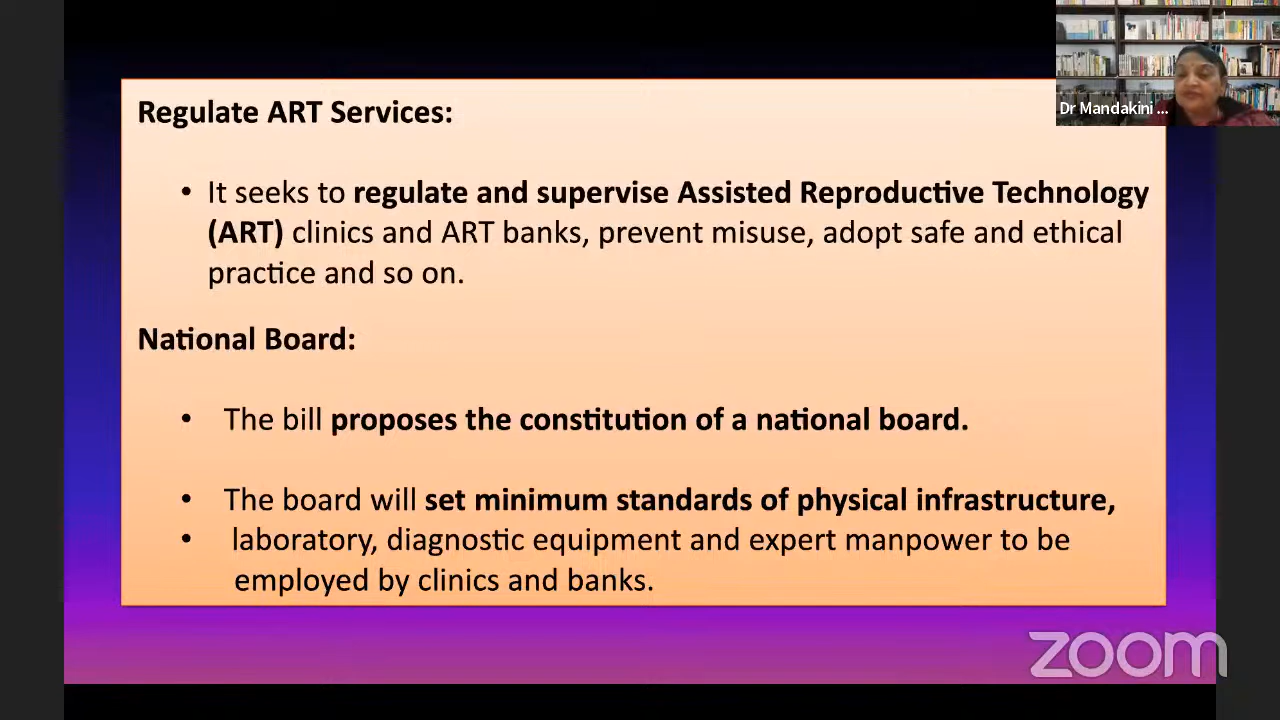 Regulate ART Services:
• It seeks to regulate and supervise Assisted Reproductive Technology
(ART) clinics and ART banks, prevent misuse, adopt safe and ethical
practice and so on.
National Board:
• The bill proposes the constitution of a national board.
• The board will set minimum standards of physical infrastructure,
• laboratory, diagnostic equipment and expert manpower to be
employed by clinics and banks.
Dr Mandakini ...
zoom